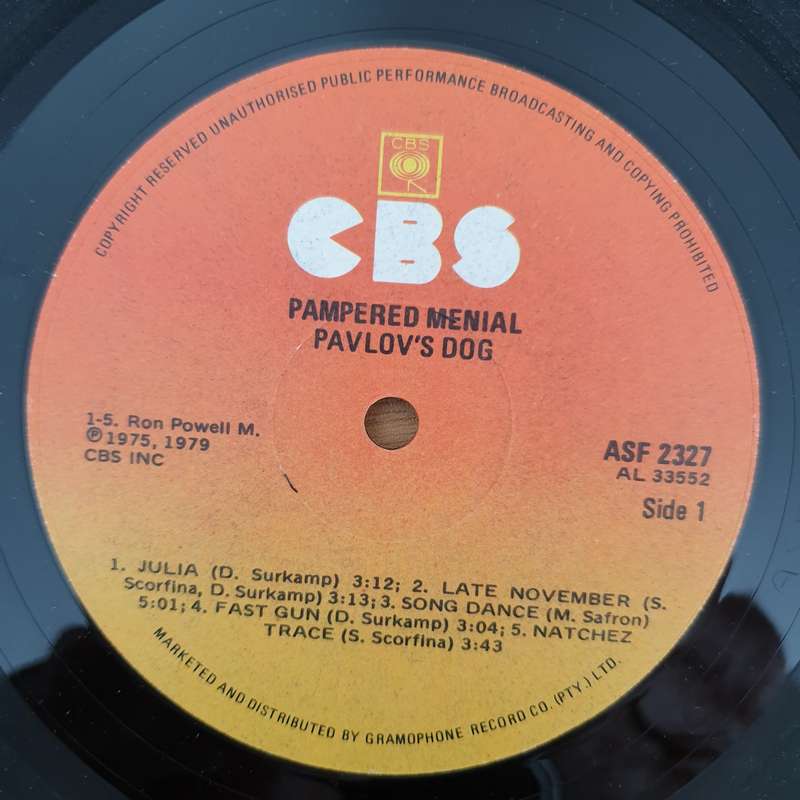 COPYRIGHT RESERVED UNAUTHORISED PUBLIC PERFORMANCE BROADCASTING AND COPYING PROHIBITED
CBS
CBS
PAMPERED MENIAL
PAVLOV'S DOG
1-5. Ron Powell M.
Ⓟ1975, 1979
CBS INC
ASF 2327
AL 33552
Side 1
1. JULIA (D. Surkamp) 3:12; 2. LATE NOVEMBER (S.
Scorfina, D. Surkamp) 3:13; 3. SONG DANCE (M. Safron)
5:01; 4. FAST GUN (D. Surkamp) 3:04; 5. NATCHEZ
TRACE (S. Scorfina) 3:43
MARKETED AND DISTRIBUTED BY GRAMOPHONE RECORD CO. (PTY.) LTD.